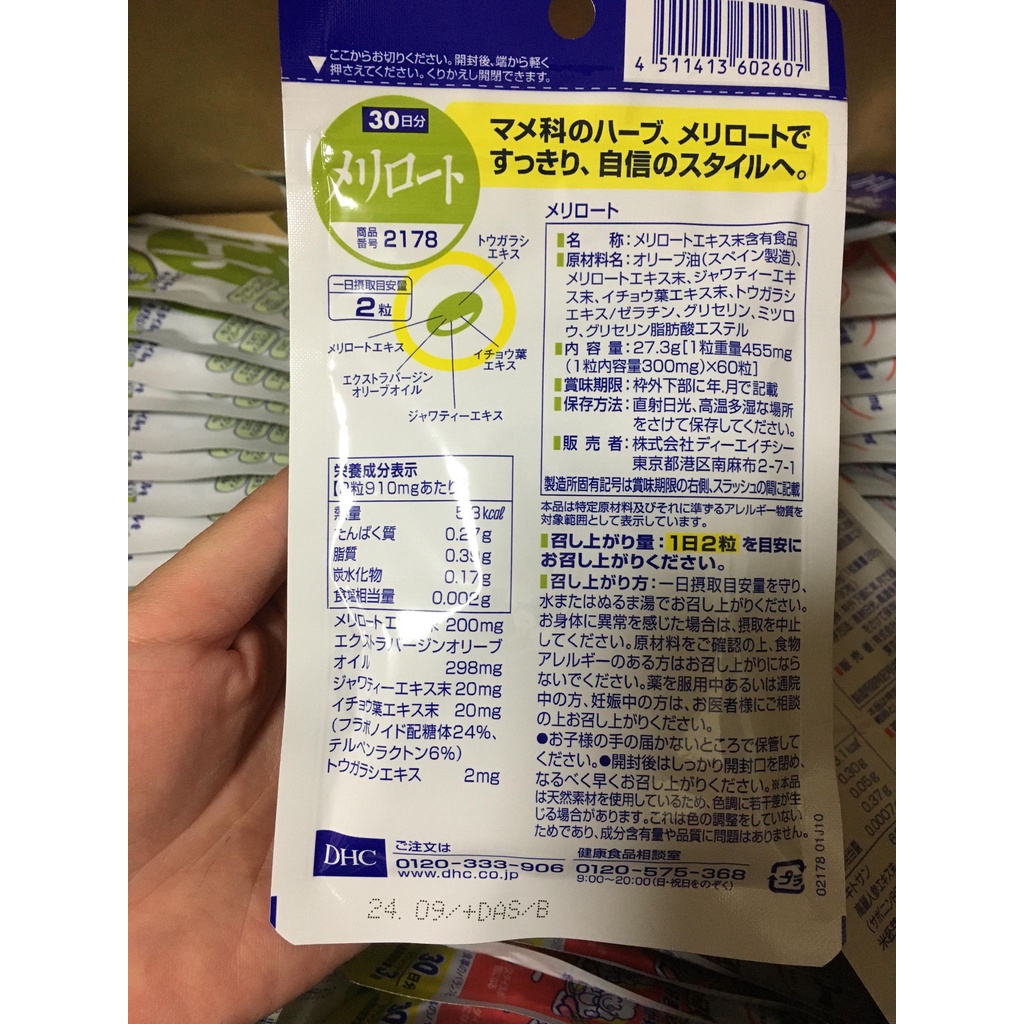 ▼ここからお切りください。開封後、端から軽く
押さえてください。くりかえし開閉できます。
4 511413 602607
30日分
メリロート
商品
番号 2178
マメ科のハーブ、メリロートで
すっきり、自信のスタイルへ。
一日摂取目安量
2粒
トウガラシ
エキス
メリロートエキス
イチョウ葉
エキス
エクストラバージン
オリーブオイル
ジャワティーエキス
メリロート
名 称：メリロートエキス末含有食品
原材料名：オリーブ油(スペイン製造)、
メリロートエキス末、ジャワティーエキ
ス末、イチョウ葉エキス末、トウガラシ
エキス/ゼラチン、グリセリン、ミツロ
ウ、グリセリン脂肪酸エステル
内 容 量：27.3g[1粒重量455mg
(1粒内容量300mg)×60粒]
賞味期限：枠外下部に年.月で記載
保存方法：直射日光、高温多湿な場所
をさけて保存してください。
販 売 者：株式会社ディーエイチシー
東京都港区南麻布2-7-1
製造所固有記号は賞味期限の右側、スラッシュの間に記載
本品は特定原材料及びそれに準ずるアレルギー物質を
対象範囲として表示しています。
召し上がり量：1日2粒を目安に
お召し上がりください。
召し上がり方：一日摂取目安量を守り、
水またはぬるま湯でお召し上がりください。
お身体に異常を感じた場合は、摂取を中止
してください。原材料をご確認の上、食物
アレルギーのある方はお召し上がりになら
ないでください。薬を服用中あるいは通院
中の方、妊娠中の方は、お医者様にご相談
の上お召し上がりください。
●お子様の手の届かないところで保管して
ください。●開封後はしっかり開封口を閉め、
なるべく早くお召し上がりください。※本品
は天然素材を使用しているため、色調に若干差が生
じる場合があります。これは色の調整をしていない
ためであり、成分含有量や品質に問題はありません。
栄養成分表示
[2粒910mgあたり]
熱量 5.3kcal
たんぱく質 0.27g
脂質
炭水化物 0.17g
食塩相当量 0.002g
メリロートエキス末 200mg
エクストラバージンオリーブ
オイル 298mg
ジャワティーエキス末 20mg
イチョウ葉エキス末 20mg
(フラボノイド配糖体24%、
テルペンラクトン6%)
トウガラシエキス 2mg
DHC
ご注文は
0120-333-906
www.dhc.co.jp
健康食品相談室
0120-575-368
9:00～20:00(日・祝日をのぞく)
プラ
02178 01J10
24. 09/+DAS/B